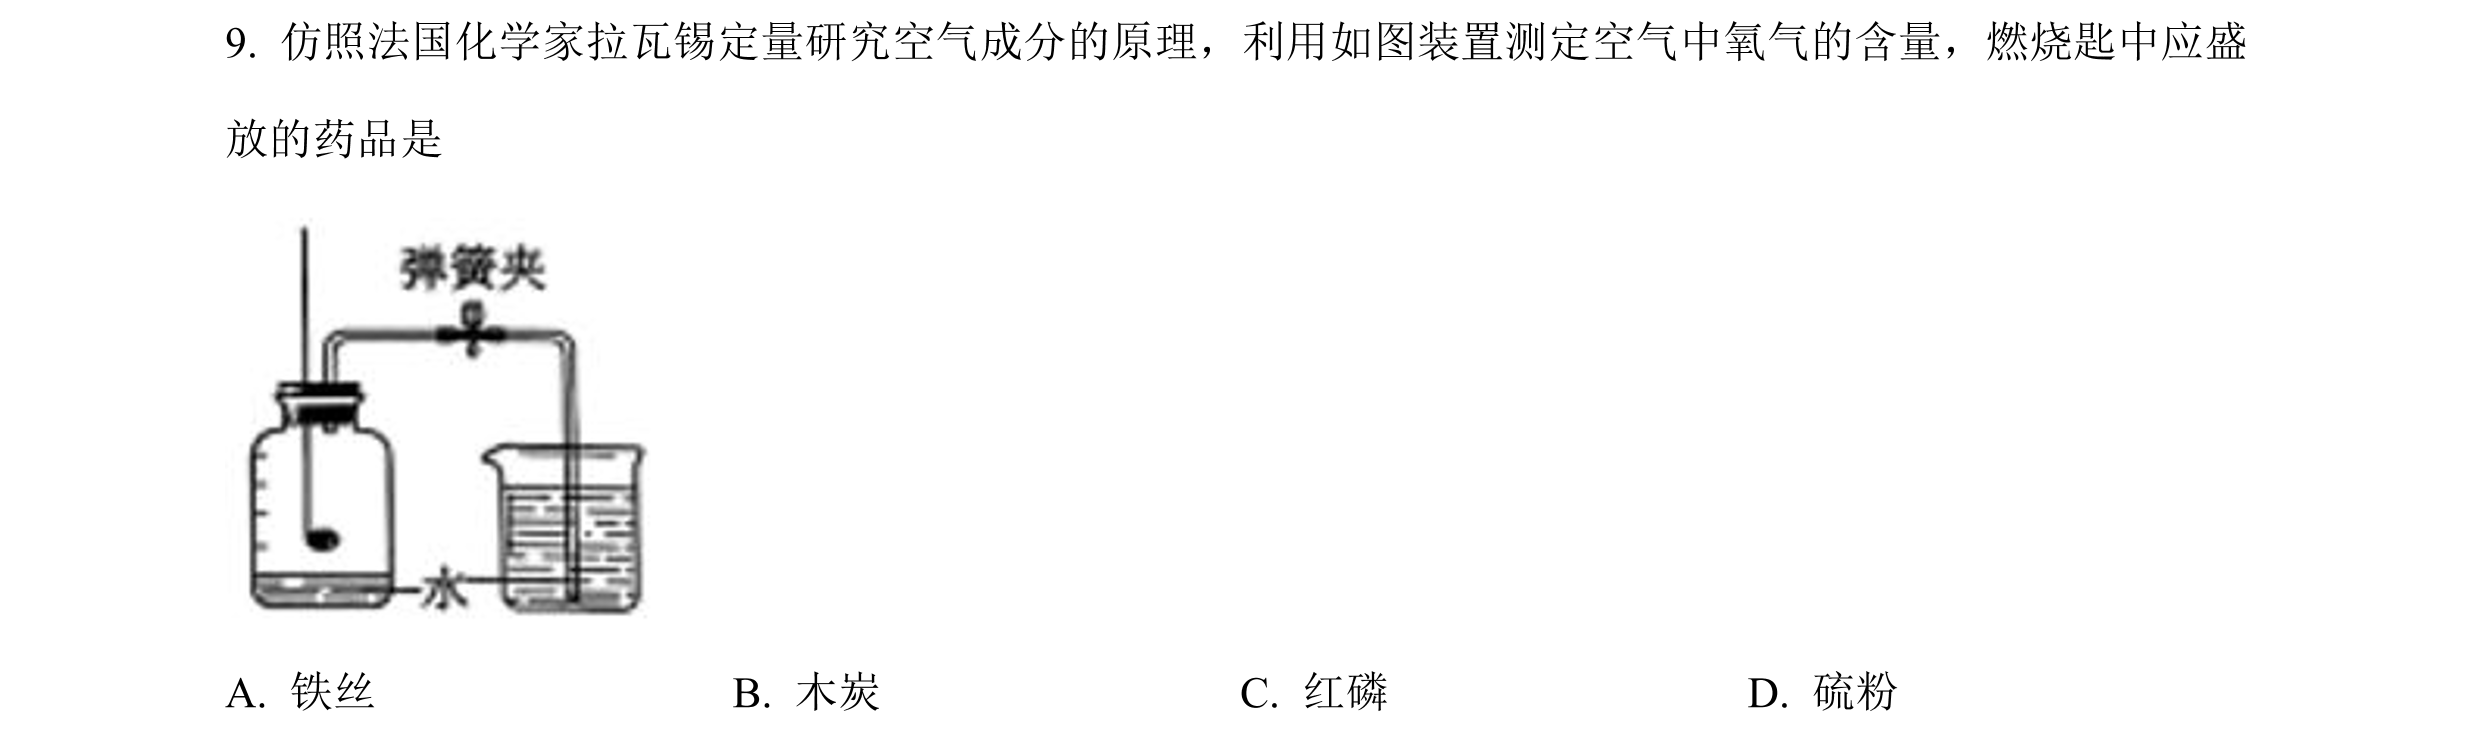 9. 仿照法国化学家拉瓦锡定量研究空气成分的原理，利用如图装置测定空气中氧气的含量，燃烧匙中应盛
放的药品是
弹簧夹
水
A. 铁丝 B. 木炭 C. 红磷 D. 硫粉